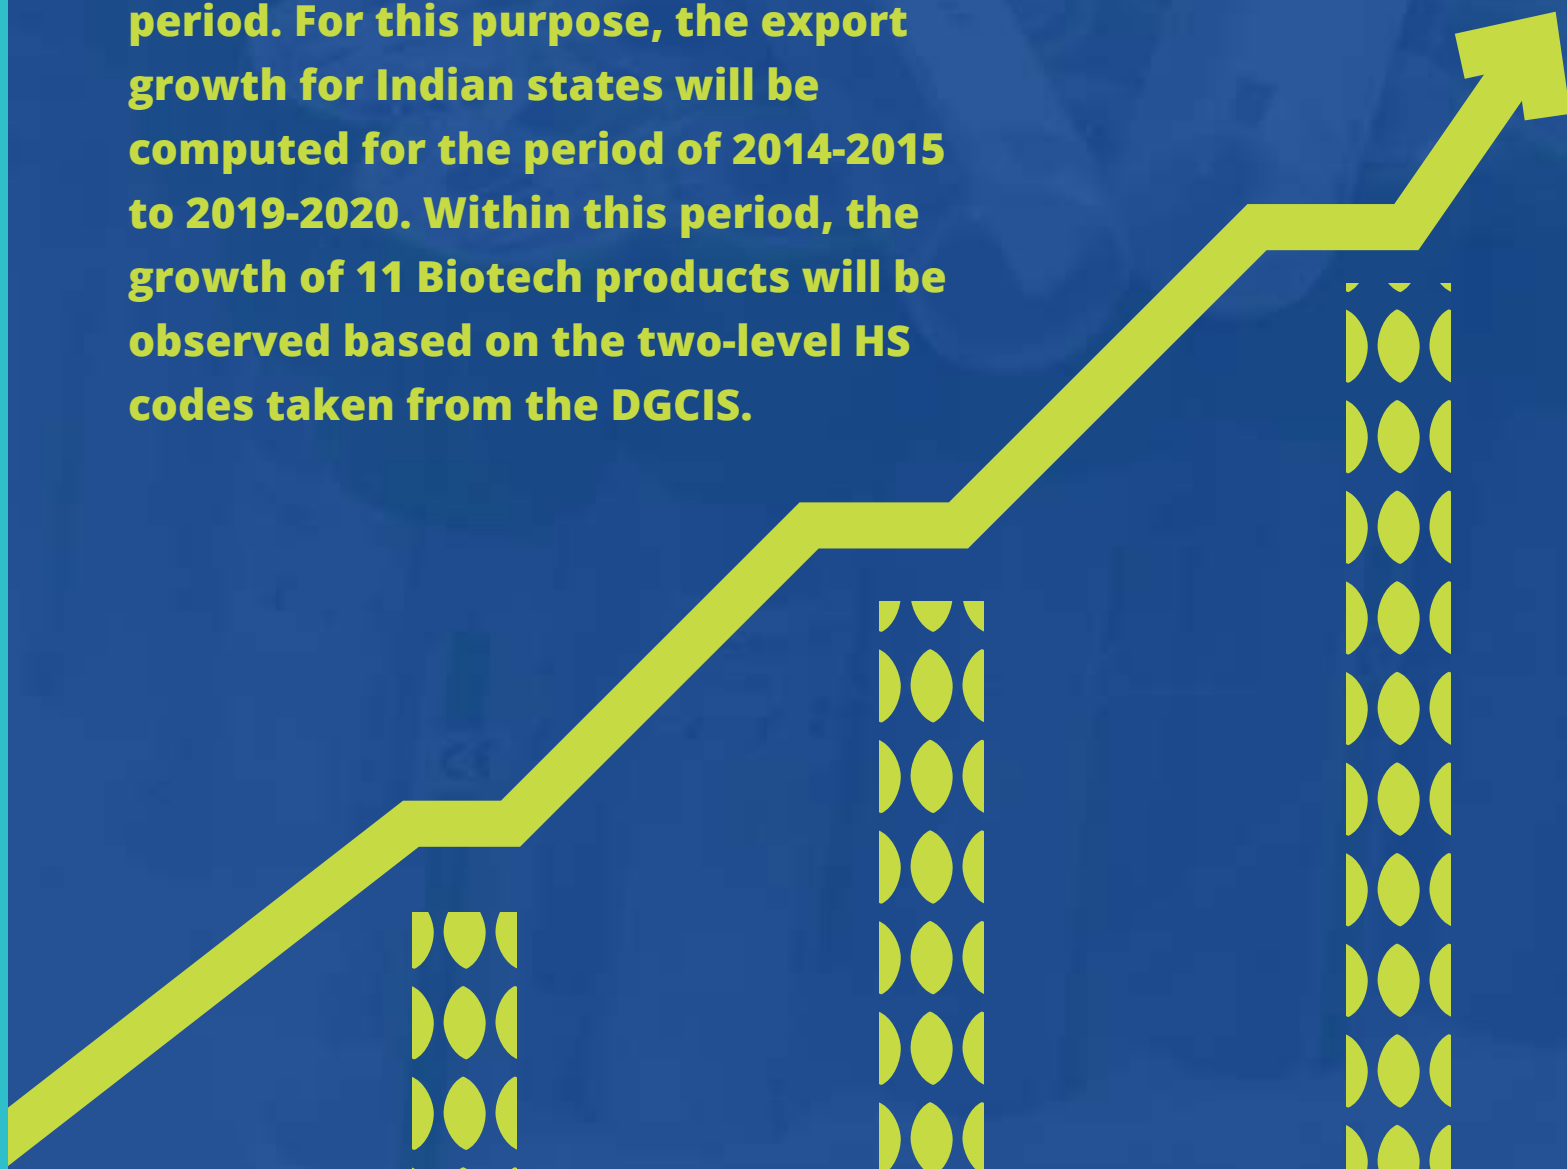 period. For this purpose, the export
growth for Indian states will be
computed for the period of 2014-2015
to 2019-2020. Within this period, the
growth of 11 Biotech products will be
observed based on the two-level HS
codes taken from the DGCIS.